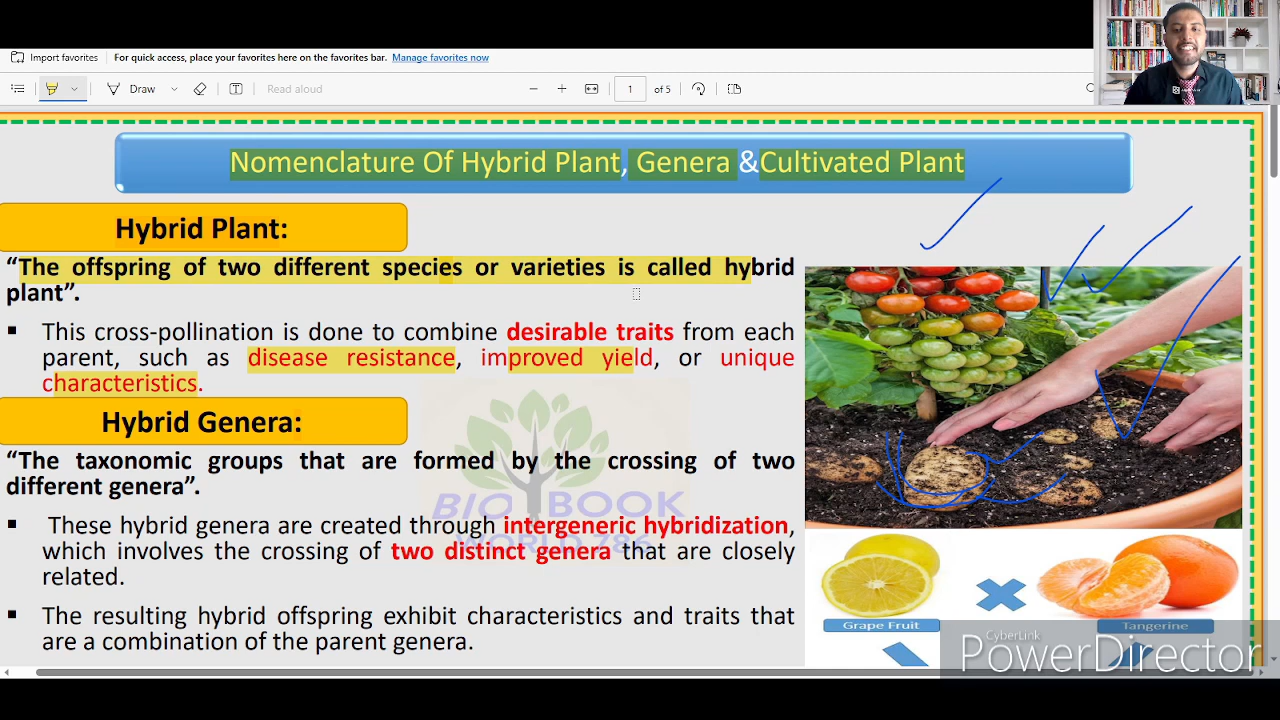 Import favorites For quick access, place your favorites here on the favorites bar. Manage favorites now
Draw Read aloud 1 of 5
Nomenclature Of Hybrid Plant, Genera &Cultivated Plant
Hybrid Plant:
“The offspring of two different species or varieties is called hybrid
plant”.
▪ This cross-pollination is done to combine desirable traits from each
parent, such as disease resistance, improved yield, or unique
characteristics.
Hybrid Genera:
“The taxonomic groups that are formed by the crossing of two
different genera”.
▪ These hybrid genera are created through intergeneric hybridization,
which involves the crossing of two distinct genera that are closely
related.
▪ The resulting hybrid offspring exhibit characteristics and traits that
are a combination of the parent genera.
BIO BOOK
WORLD 786
Grape Fruit
Tangerine
CyberLink
PowerDirector